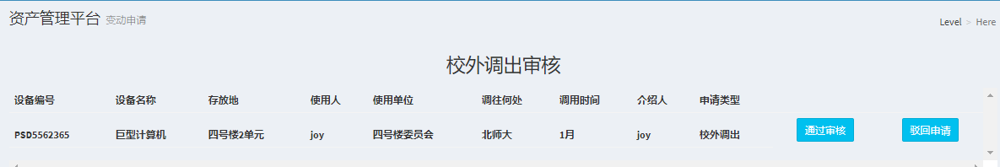 资产管理平台 变动申请
Level > Here
校外调出审核
设备编号 设备名称 存放地 使用人 使用单位 调往何处 调用时间 介绍人 申请类型
PSD5562365 巨型计算机 四号楼2单元 joy 四号楼委员会 北师大 1月 joy 校外调出 通过审核 驳回申请